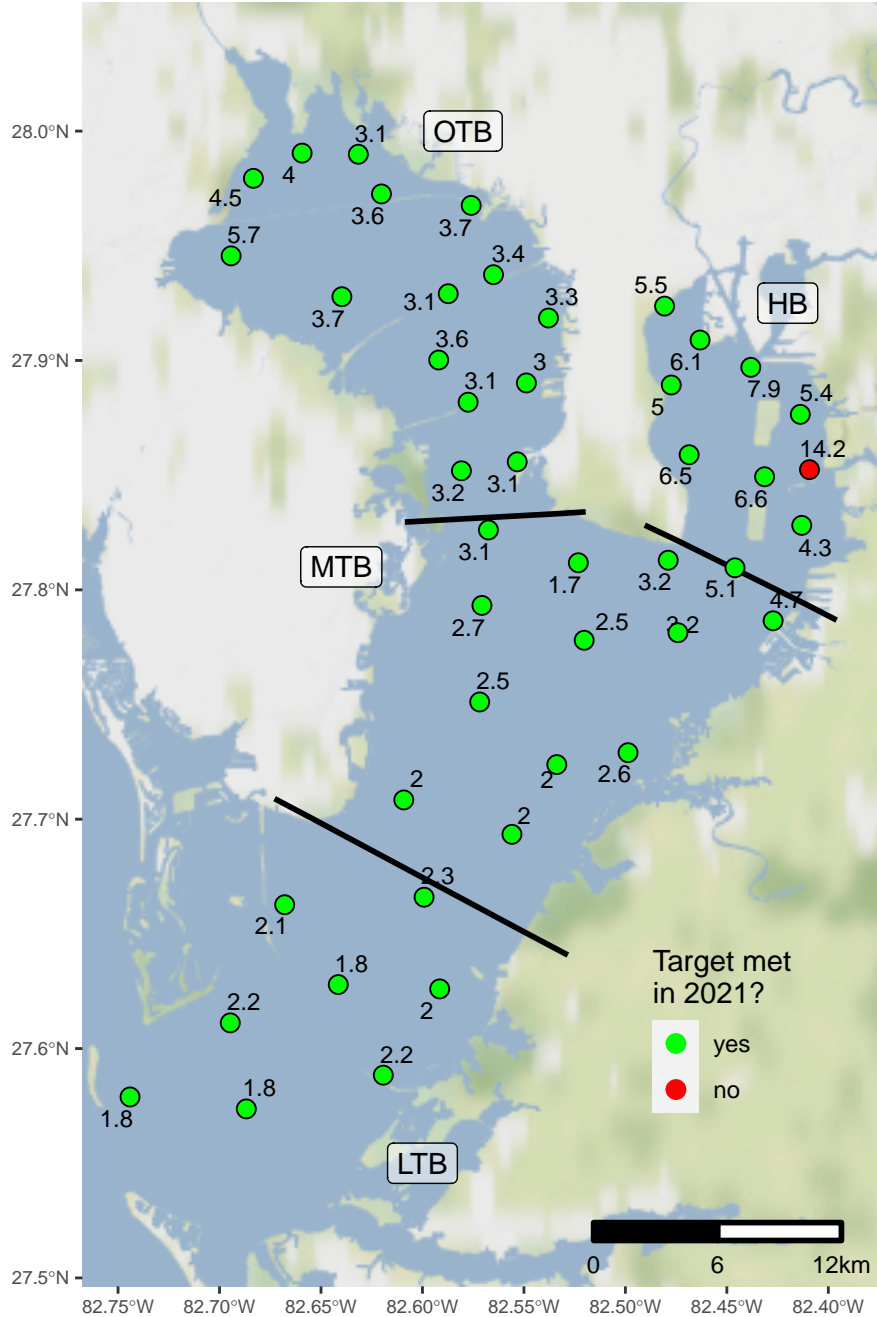 28.0°N
27.9°N
27.8°N
27.7°N
27.6°N
27.5°N
OTB
3.1
4
4.5
3.6
3.7
5.7
3.4
3.1
3.7
3.3
3.6
3
3.1
3.2
3.1
HB
5.5
6.1
7.9
5
5.4
14.2
6.5
6.6
4.3
MTB
3.1
1.7
3.2
5.1
4.7
2.7
2.5
2.2
2.5
2
2
2.6
2
2.3
2.1
1.8
2
2.2
2.2
1.8
1.8
LTB
Target met
in 2021?
yes
no
0 6 12km
82.75°W 82.70°W 82.65°W 82.60°W 82.55°W 82.50°W 82.45°W 82.40°W